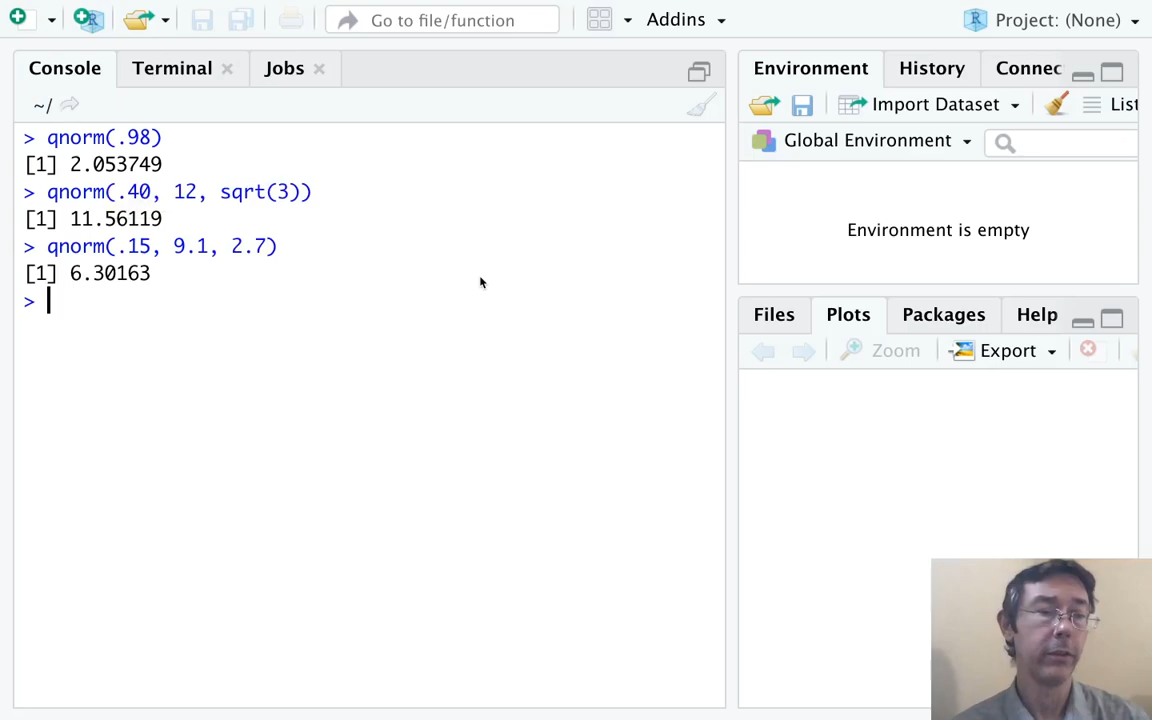 Go to file/function
Addins
Project: (None)
Console
Terminal
Jobs
~/
> qnorm(.98)
[1] 2.053749
> qnorm(.40, 12, sqrt(3))
[1] 11.56119
> qnorm(.15, 9.1, 2.7)
[1] 6.30163
>
Environment
History
Connec
Import Dataset
List
Global Environment
Environment is empty
Files
Plots
Packages
Help
Zoom
Export